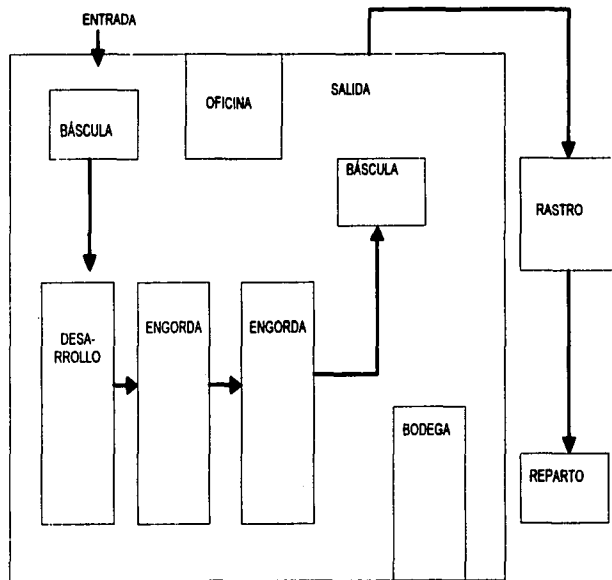 ENTRADA
OFICINA
SALIDA
BÁSCULA
BÁSCULA
RASTRO
DESA-
RROLLO
ENGORDA
ENGORDA
BODEGA
REPARTO